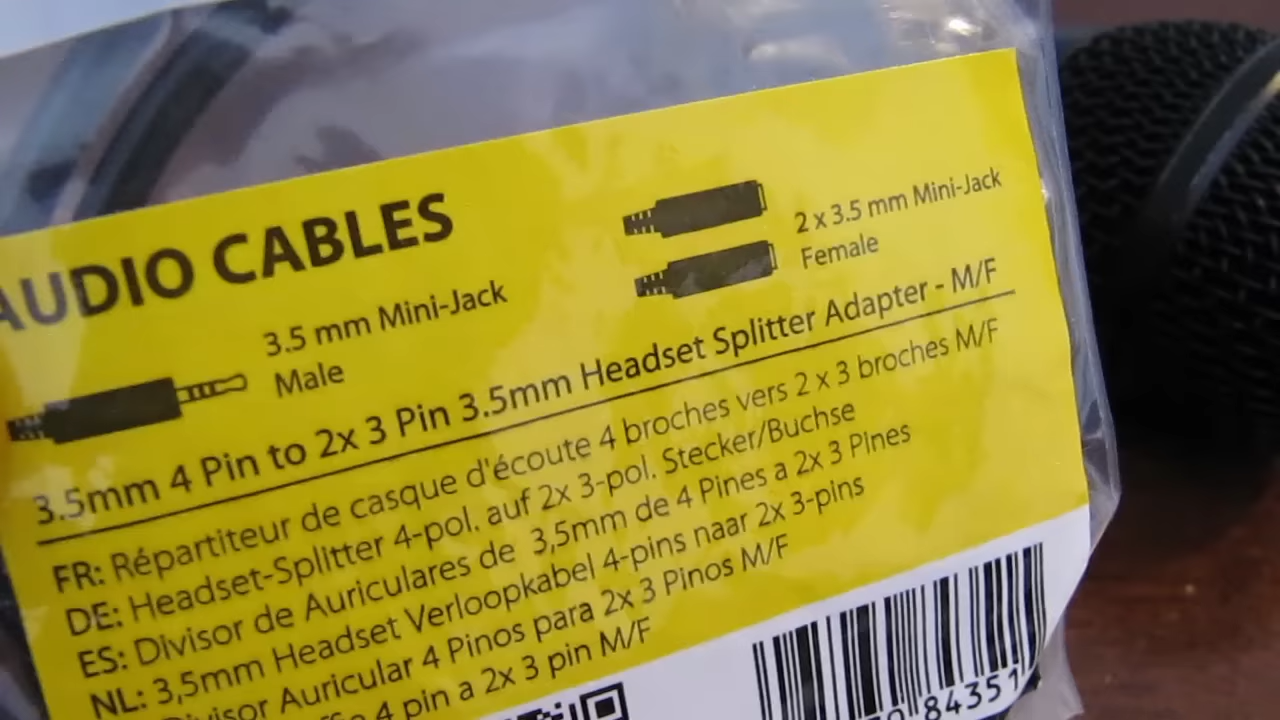 AUDIO CABLES
3.5 mm Mini-Jack
Male
2 x 3.5 mm Mini-Jack
Female
3.5mm 4 Pin to 2x 3 Pin 3.5mm Headset Splitter Adapter - M/F
FR: Répartiteur de casque d'écoute 4 broches vers 2 x 3 broches M/F
DE: Headset-Splitter 4-pol. auf 2x 3-pol. Stecker/Buchse
ES: Divisor de Auriculares de 3,5mm de 4 Pines a 2x 3 Pines
NL: 3,5mm Headset Verloopkabel 4-pins naar 2x 3-pins
Divisor Auricular 4 Pinos para 2x 3 Pinos M/F
4 pin a 2x 3 pin M/F
84351